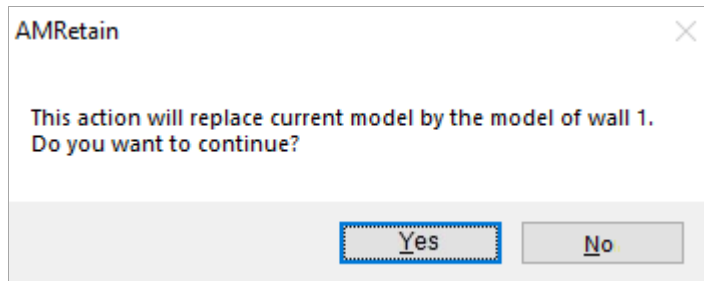 AMRetain
This action will replace current model by the model of wall 1.
Do you want to continue?
Yes
No